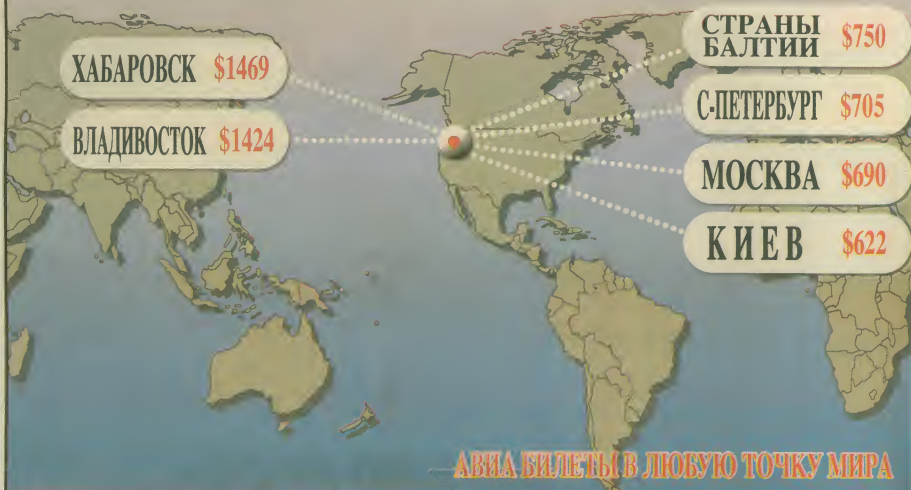 ХАБАРОВСК $1469
ВЛАДИВОСТОК $1424
СТРАНЫ
БАЛТИИ $750
С-ПЕТЕРБУРГ $705
МОСКВА $690
КИЕВ $622
АВИА БИЛЕТЫ В ЛЮБУЮ ТОЧКУ МИРА